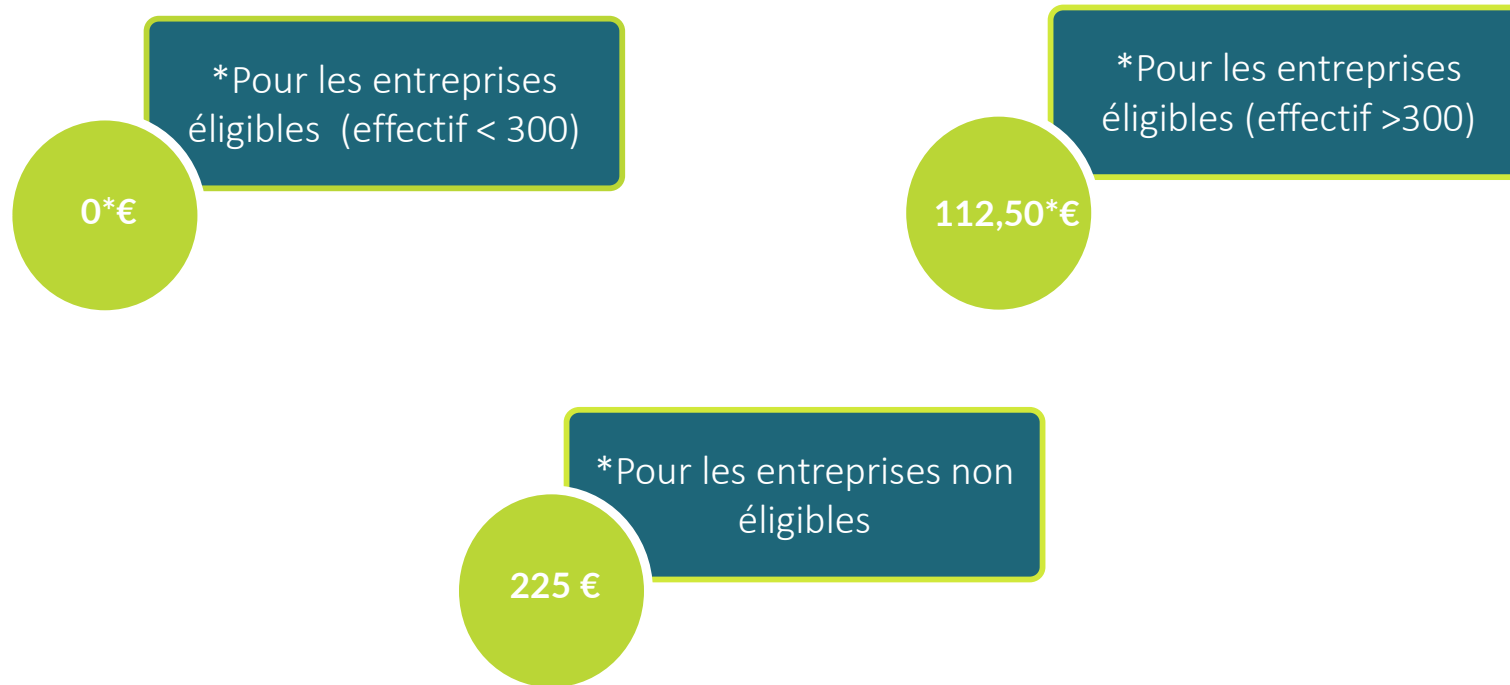 *Pour les entreprises
éligibles  (effectif < 300)
0*€
*Pour les entreprises
éligibles (effectif >300)
112,50*€
*Pour les entreprises non
éligibles
225 €